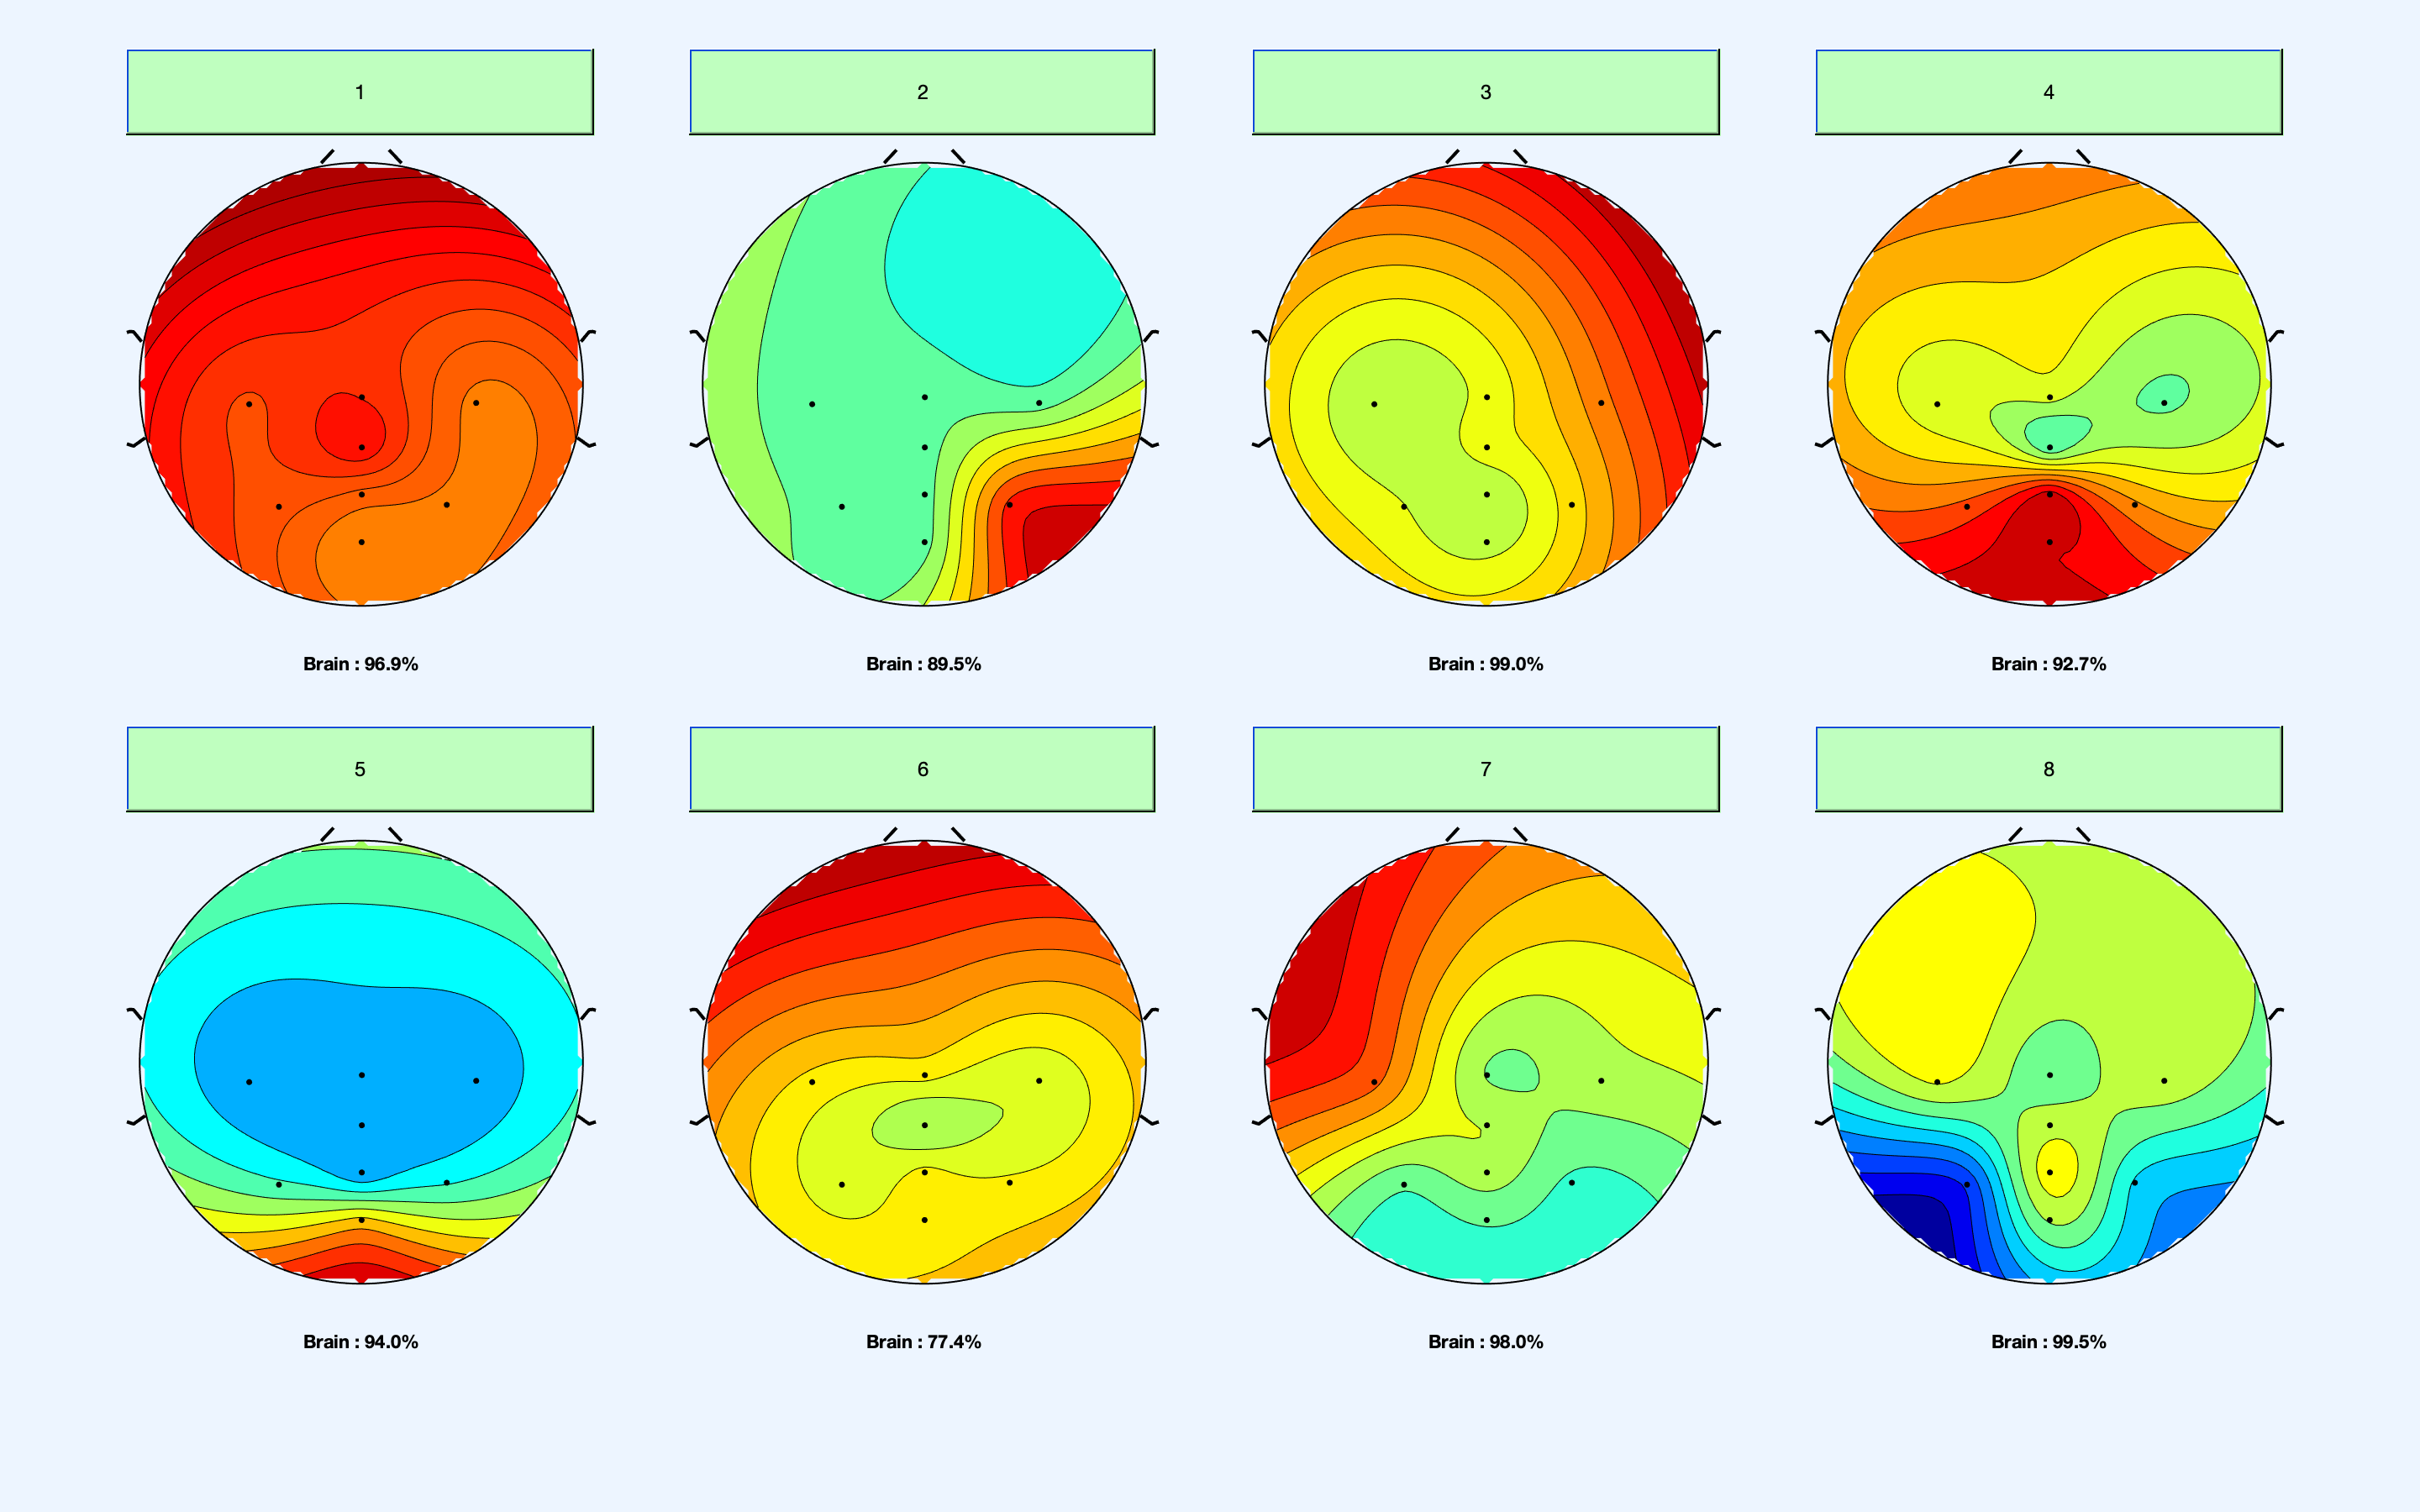 1
2
3
4
Brain : 96.9%
Brain : 89.5%
Brain : 99.0%
Brain : 92.7%
5
6
7
8
Brain : 94.0%
Brain : 77.4%
Brain : 98.0%
Brain : 99.5%